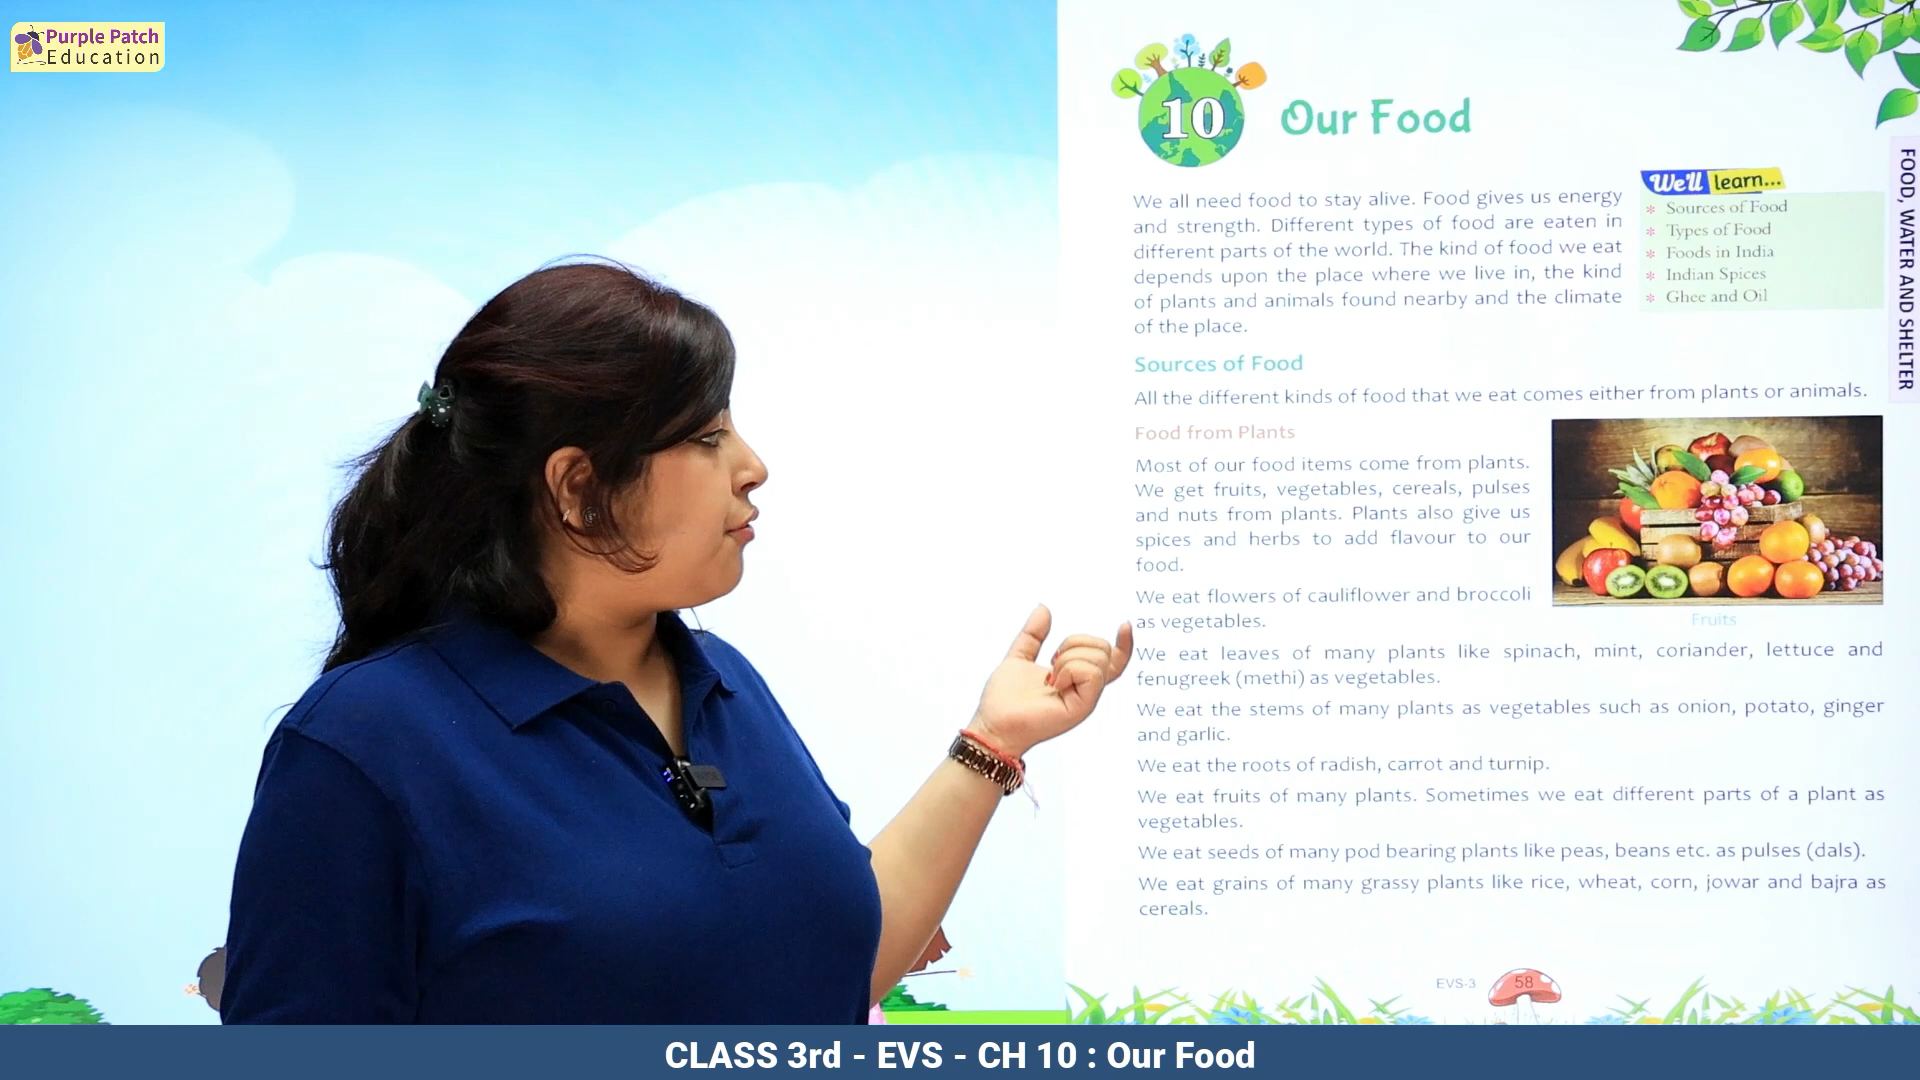 Purple Patch
Education
10
Our Food
We'll learn...
Sources of Food
Types of Food
Foods in India
Indian Spices
Ghee and Oil
FOOD, WATER AND SHELTER
We all need food to stay alive. Food gives us energy
and strength. Different types of food are eaten in
different parts of the world. The kind of food we eat
depends upon the place where we live in, the kind
of plants and animals found nearby and the climate
of the place.
Sources of Food
All the different kinds of food that we eat comes either from plants or animals.
Food from Plants
Most of our food items come from plants.
We get fruits, vegetables, cereals, pulses
and nuts from plants. Plants also give us
spices and herbs to add flavour to our
food.
We eat flowers of cauliflower and broccoli
as vegetables.
Fruits
We eat leaves of many plants like spinach, mint, coriander, lettuce and
fenugreek (methi) as vegetables.
We eat the stems of many plants as vegetables such as onion, potato, ginger
and garlic.
We eat the roots of radish, carrot and turnip.
We eat fruits of many plants. Sometimes we eat different parts of a plant as
vegetables.
We eat seeds of many pod bearing plants like peas, beans etc. as pulses (dals).
We eat grains of many grassy plants like rice, wheat, corn, jowar and bajra as
cereals.
EVS-3
58
CLASS 3rd - EVS - CH 10 : Our Food